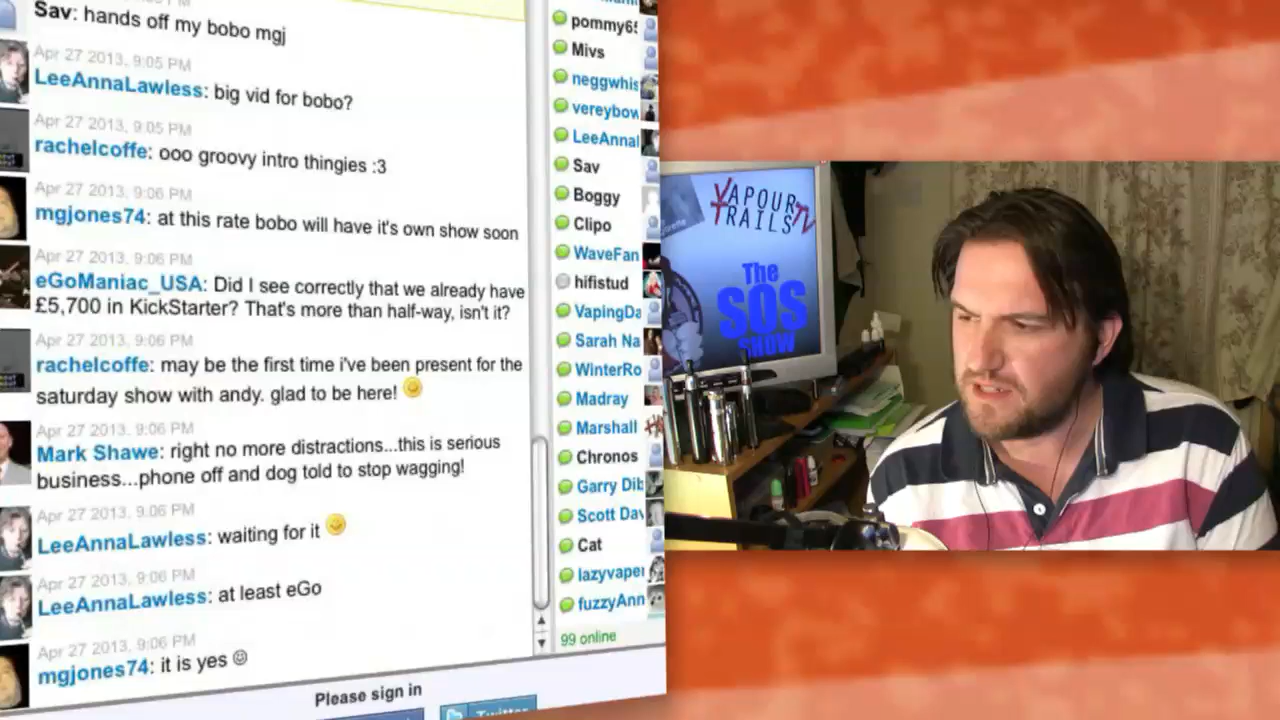 Sav: hands off my bobo mgj
Apr 27 2013, 9:05 PM
LeeAnnaLawless: big vid for bobo?
Apr 27 2013, 9:05 PM
rachelcoffe: ooo groovy intro thingies :3
Apr 27 2013, 9:06 PM
mgjones74: at this rate bobo will have it's own show soon
Apr 27 2013, 9:06 PM
eGoManiac_USA: Did I see correctly that we already have
£5,700 in KickStarter? That's more than half-way, isn't it?
Apr 27 2013, 9:06 PM
rachelcoffe: may be the first time i've been present for the
saturday show with andy. glad to be here!
Apr 27 2013, 9:06 PM
Mark Shawe: right no more distractions...this is serious
business...phone off and dog told to stop wagging!
Apr 27 2013, 9:06 PM
LeeAnnaLawless: waiting for it
Apr 27 2013, 9:06 PM
LeeAnnaLawless: at least eGo
Apr 27 2013, 9:06 PM
mgjones74: it is yes
pommy65
Mivs
neggwhis
vereybow
LeeAnnal
Sav
Boggy
Clipo
WaveFan
hifistud
VapingDa
Sarah Na
WinterRo
Madray
Marshall
Chronos
Garry Dib
Scott Dav
Cat
lazyvaper
fuzzyAnn
99 online
Please sign in
Twitter
VAPOUR
TRAILS TV
The
SOS
SHOW